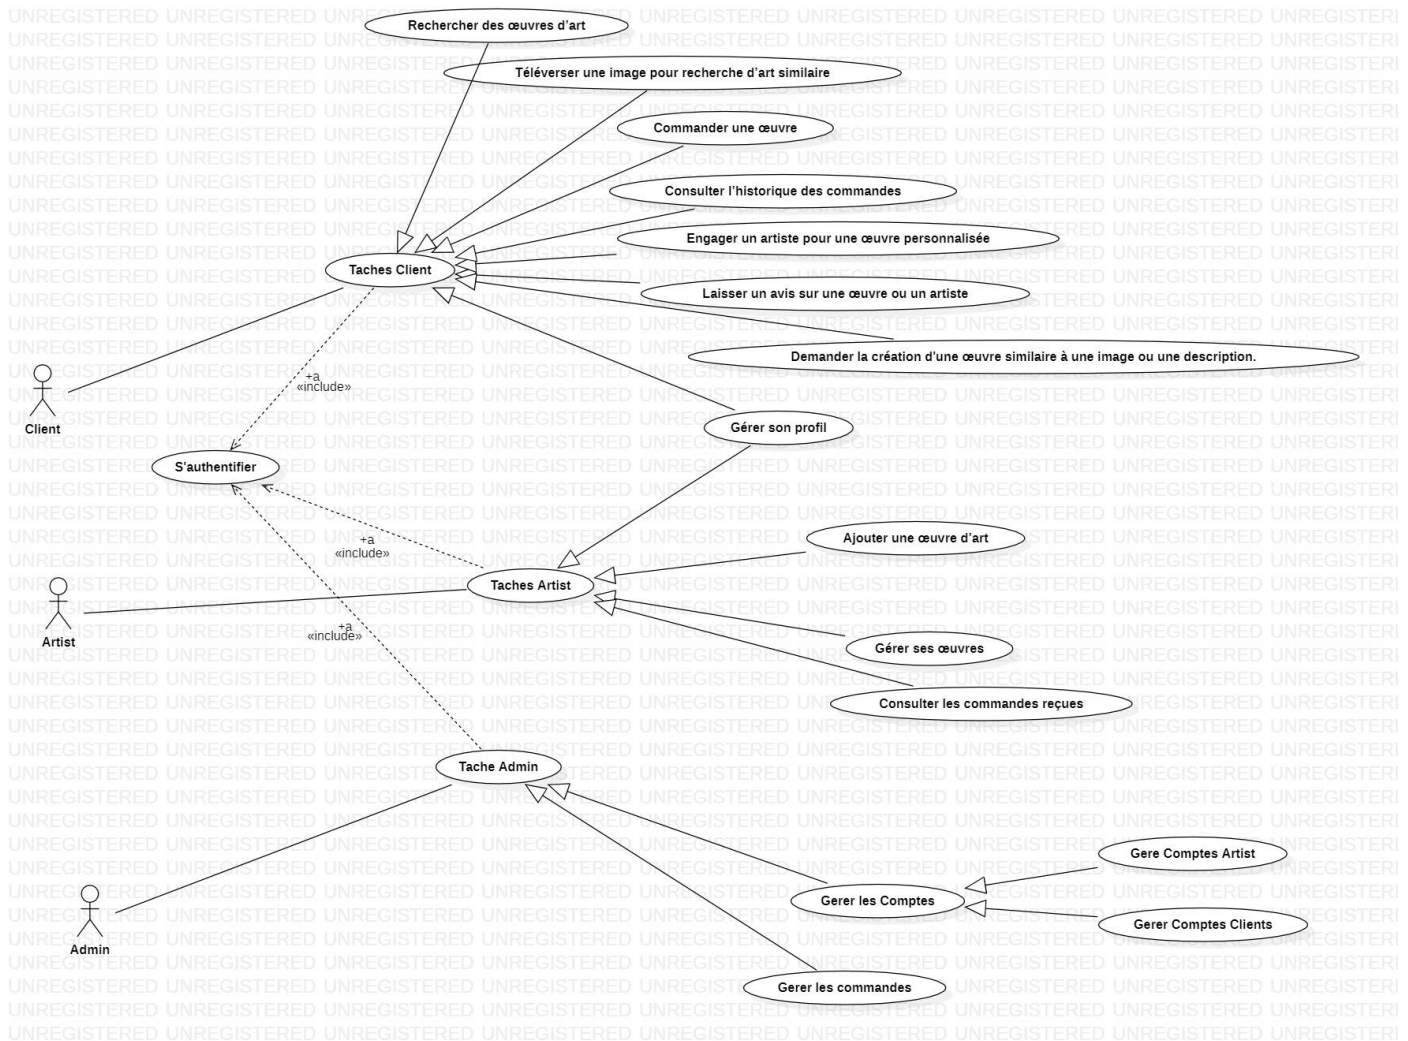 Rechercher des œuvres d'art
Téléverser une image pour recherche d'art similaire
Commander une œuvre
Consulter l'historique des commandes
Engager un artiste pour une œuvre personnalisée
Taches Client
Laisser un avis sur une œuvre ou un artiste
Demander la création d'une œuvre similaire à une image ou une description.
+a
«include»
Client
Gérer son profil
S'authentifier
Ajouter une œuvre d'art
+a
«include»
Taches Artist
Artist
+a
«include»
Gérer ses œuvres
Consulter les commandes reçues
Tache Admin
Gere Comptes Artist
Gerer les Comptes
Gerer Comptes Clients
Admin
Gerer les commandes
UNREGISTERED